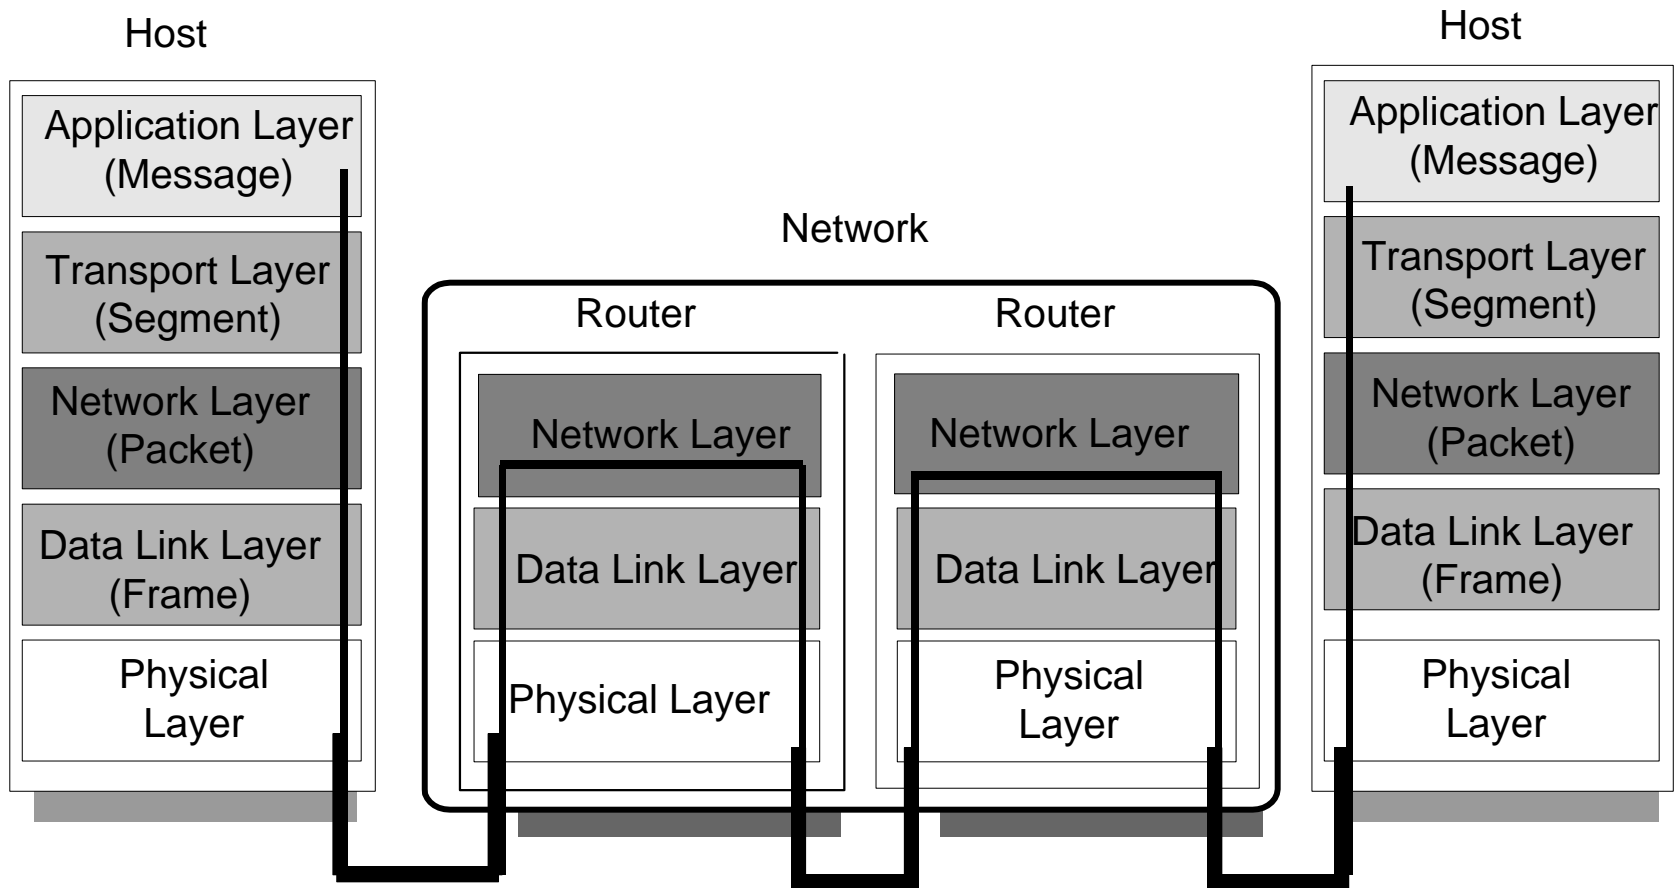 Host
Application Layer
(Message)
Transport Layer
(Segment)
Network Layer
(Packet)
Data Link Layer
(Frame)
Physical
Layer
Network
Router
Network Layer
Data Link Layer
Physical Layer
Router
Network Layer
Data Link Layer
Physical
Layer
Host
Application Layer
(Message)
Transport Layer
(Segment)
Network Layer
(Packet)
Data Link Layer
(Frame)
Physical
Layer